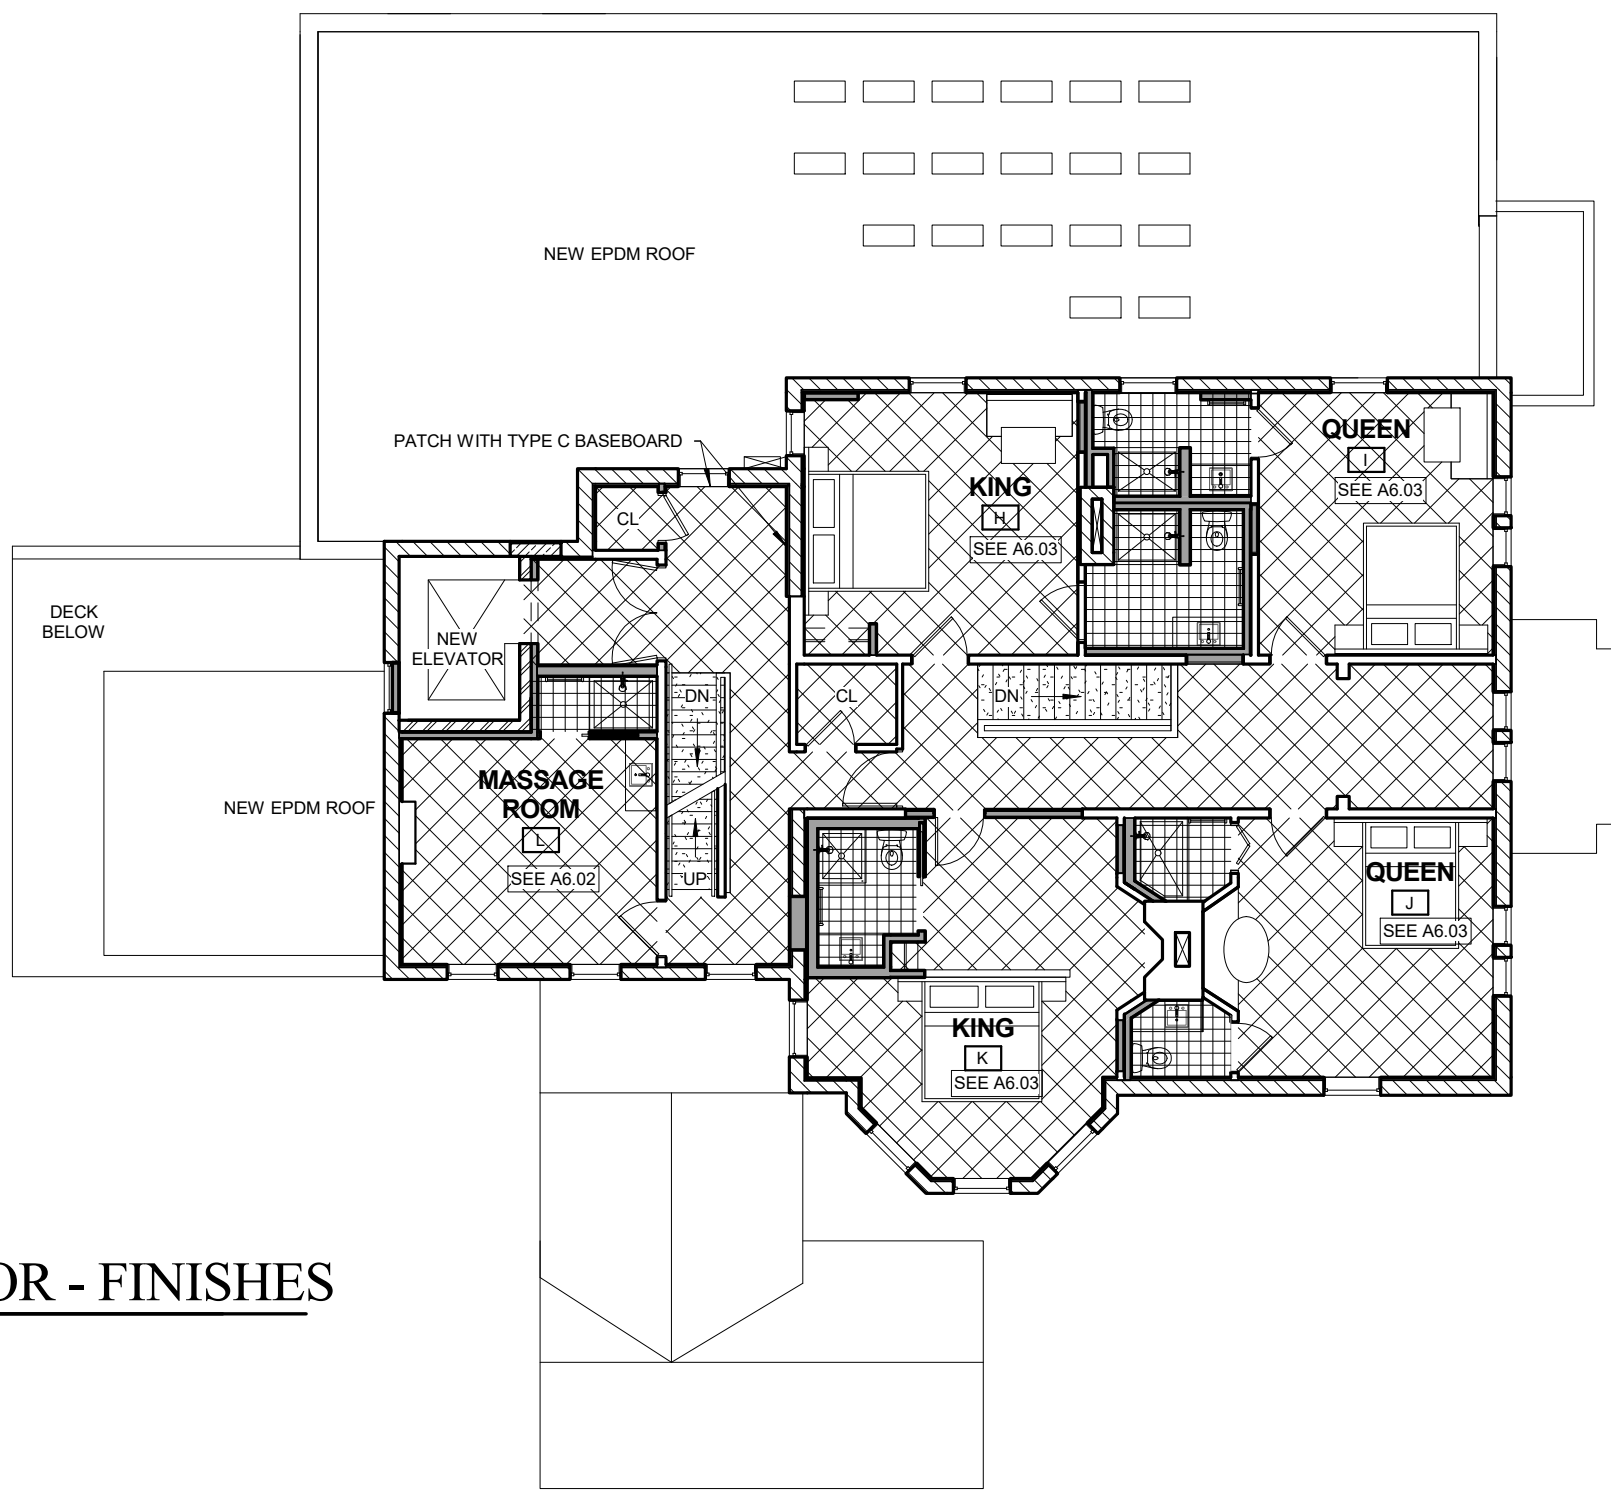 NEW EPDM ROOF
PATCH WITH TYPE C BASEBOARD
QUEEN
I
SEE A6.03
KING
H
SEE A6.03
CL
DECK
BELOW
NEW
ELEVATOR
DN
CL
DN
MASSAGE
ROOM
L
SEE A6.02
NEW EPDM ROOF
UP
QUEEN
J
SEE A6.03
KING
K
SEE A6.03
OR - FINISHES